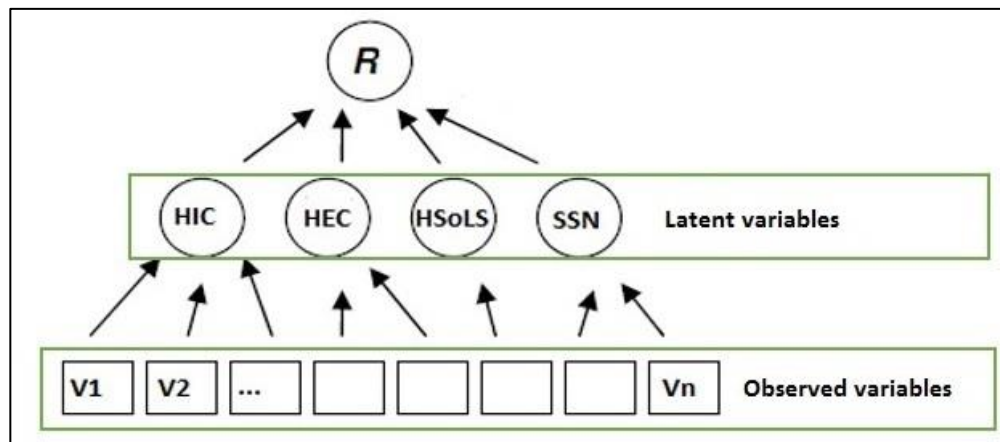 R
HIC HEC HSoLS SSN Latent variables
V1 V2 ... Vn Observed variables